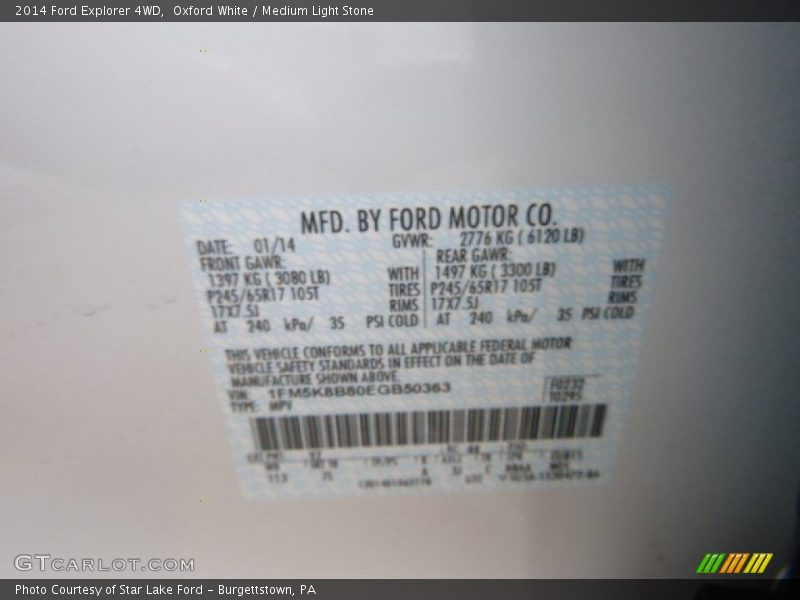 2014 Ford Explorer 4WD,  Oxford White / Medium Light Stone
MFD. BY FORD MOTOR CO.
DATE: 01/14 GVWR: 2776 KG ( 6120 LB)
FRONT GAWR: REAR GAWR:
1397 KG ( 3080 LB) WITH 1497 KG ( 3300 LB) WITH
P245/65R17 105T TIRES P245/65R17 105T TIRES
17X7.5J RIMS 17X7.5J RIMS
AT 240 kPa/ 35 PSI COLD AT 240 kPa/ 35 PSI COLD
THIS VEHICLE CONFORMS TO ALL APPLICABLE FEDERAL MOTOR
VEHICLE SAFETY STANDARDS IN EFFECT ON THE DATE OF
MANUFACTURE SHOWN ABOVE.
VIN: 1FM5K8B80EGB50363
TYPE: MPV
GTCARLOT.COM
Photo Courtesy of Star Lake Ford – Burgettstown, PA